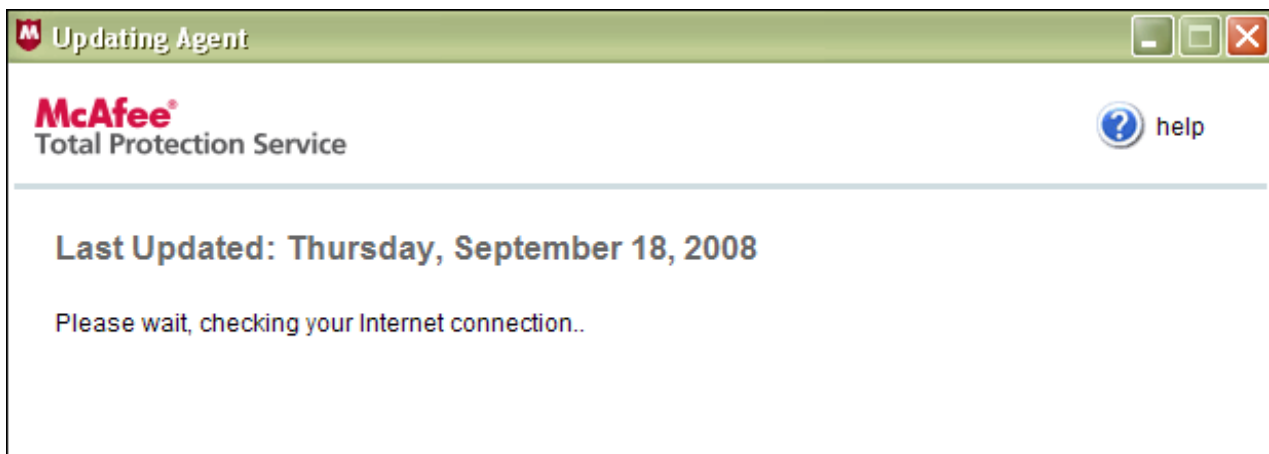 Updating Agent
McAfee®
Total Protection Service
help
Last Updated: Thursday, September 18, 2008
Please wait, checking your Internet connection..